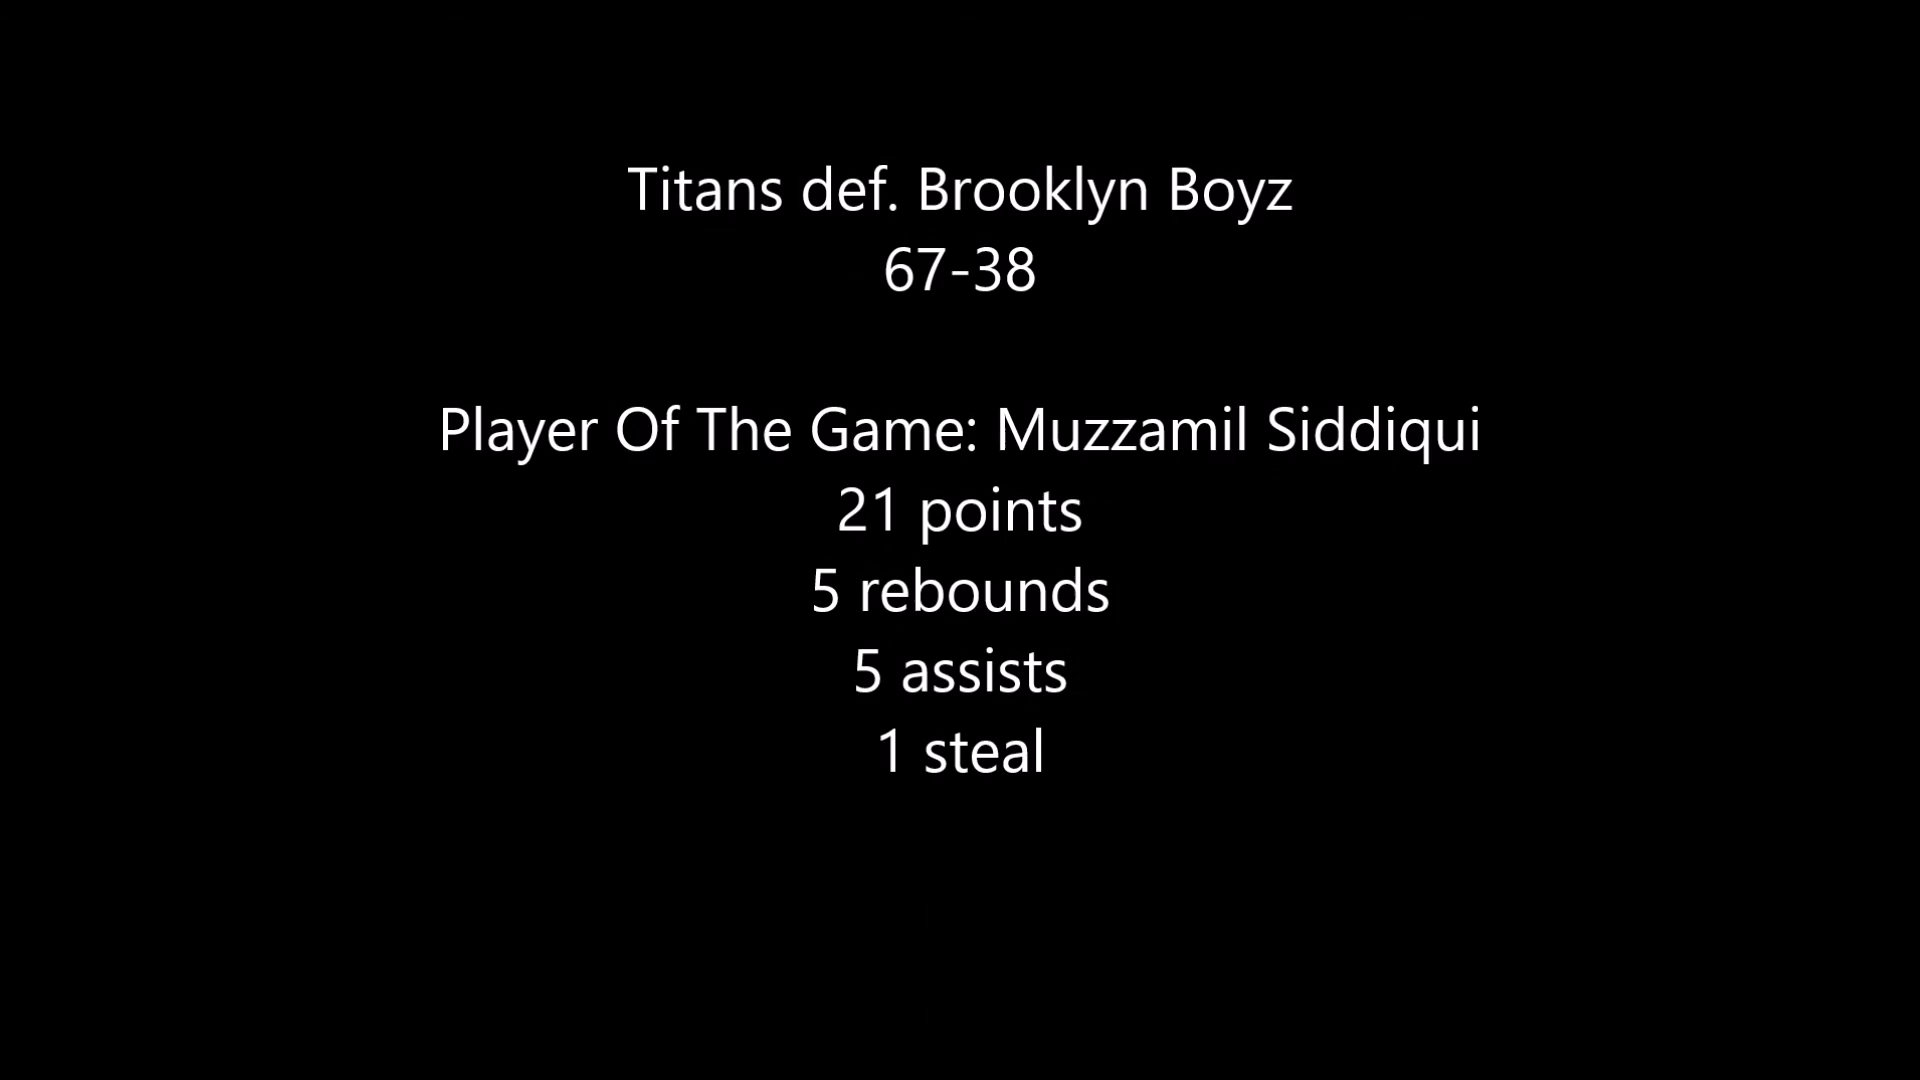 Titans def. Brooklyn Boyz
67-38
Player Of The Game: Muzzamil Siddiqui
21 points
5 rebounds
5 assists
1 steal